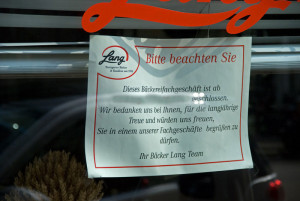 Lang
Bitte beachten Sie
Dieses Bäckereifachgeschäft ist ab
geschlossen.
Wir bedanken uns bei Ihnen, für die langjährige
Treue und würden uns freuen,
Sie in einem unserer Fachgeschäfte begrüßen zu
dürfen.
Ihr Bäcker Lang Team